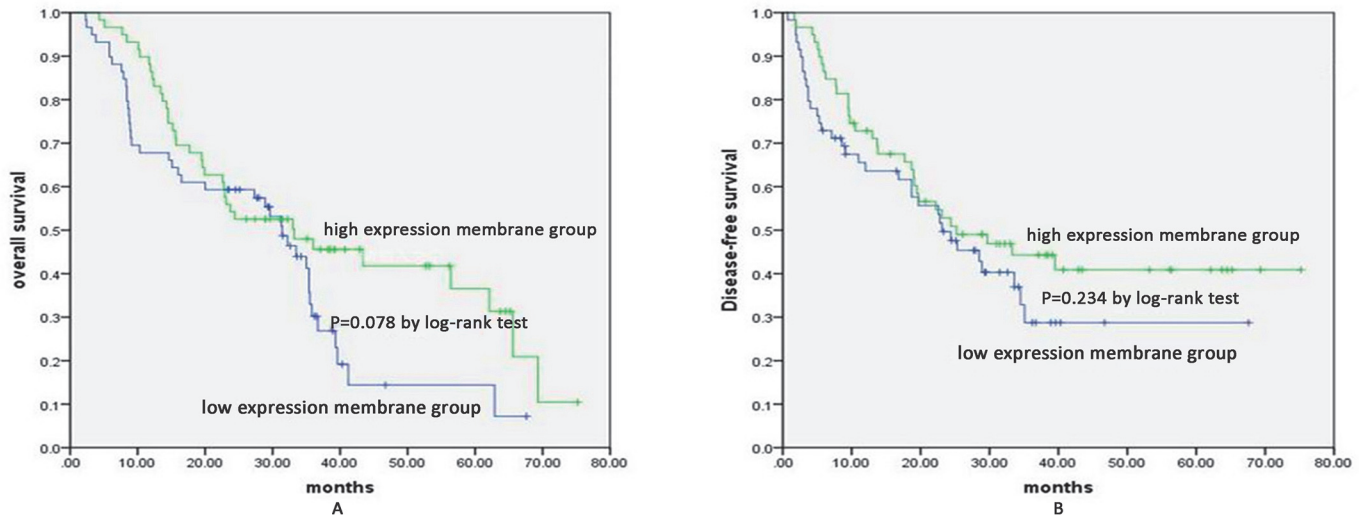 1.0
0.9
0.8
0.7
0.6
0.5
0.4
0.3
0.2
0.1
0.0
overall survival
high expression membrane group
P=0.078 by log-rank test
low expression membrane group
.00 10.00 20.00 30.00 40.00 50.00 60.00 70.00 80.00
months
A
1.0
0.9
0.8
0.7
0.6
0.5
0.4
0.3
0.2
0.1
0.0
Disease-free survival
high expression membrane group
P=0.234 by log-rank test
low expression membrane group
.00 10.00 20.00 30.00 40.00 50.00 60.00 70.00 80.00
months
B